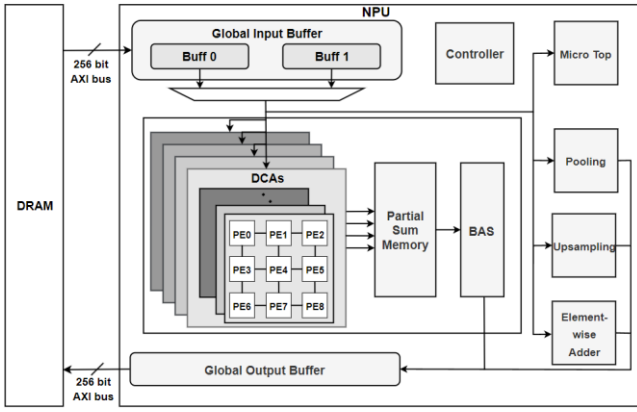 NPU
Global Input Buffer
Buff 0
Buff 1
Controller
Micro Top
256 bit
AXI bus
DRAM
DCAs
PE0
PE1
PE2
PE3
PE4
PE5
PE6
PE7
PE8
Partial
Sum
Memory
BAS
Pooling
Upsampling
Element-
wise
Adder
Global Output Buffer
256 bit
AXI bus